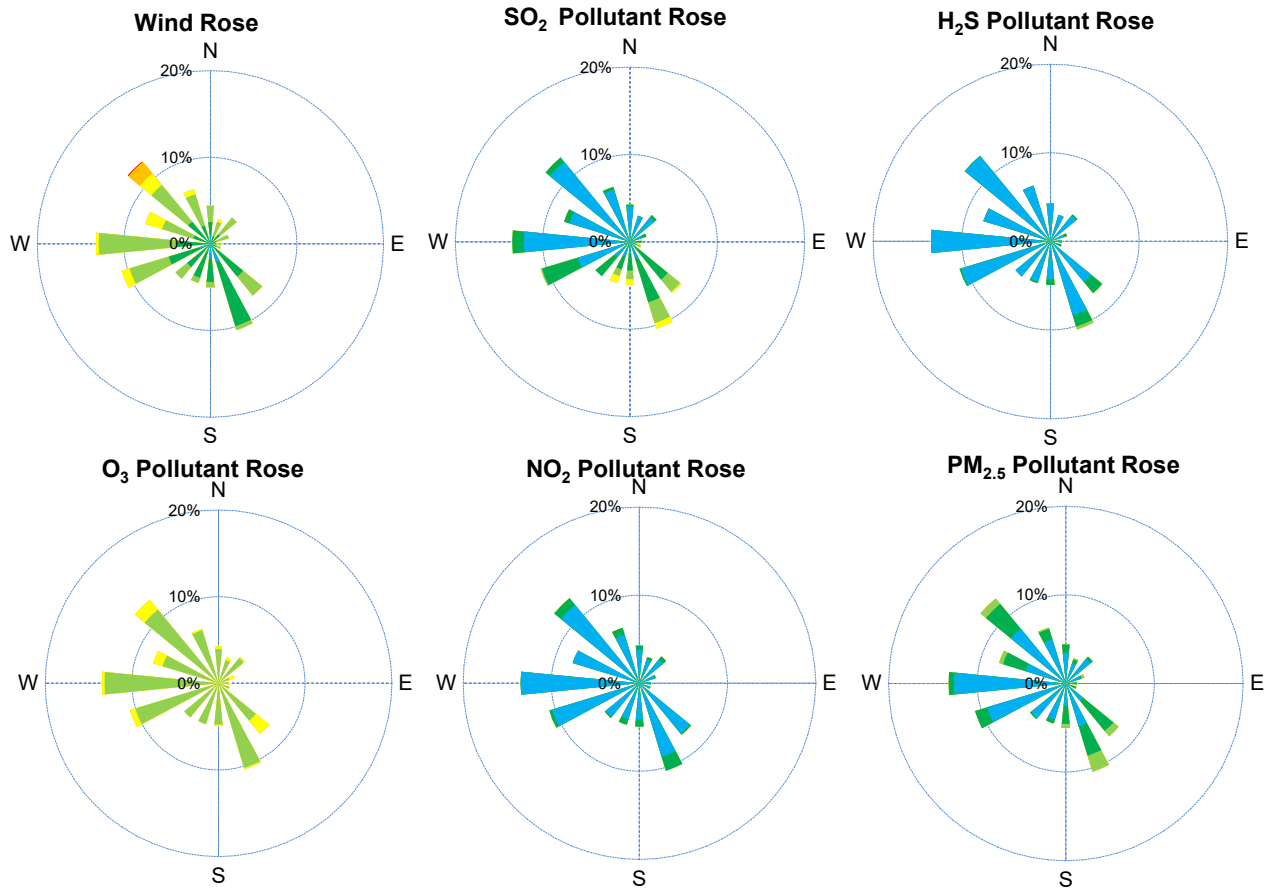 Wind Rose
N
20%
10%
0%
W
E
S
SO₂ Pollutant Rose
N
20%
10%
0%
W
E
S
H₂S Pollutant Rose
N
20%
10%
0%
W
E
S
O₃ Pollutant Rose
N
20%
10%
0%
W
E
S
NO₂ Pollutant Rose
N
20%
10%
0%
W
E
S
PM₂.₅ Pollutant Rose
N
20%
10%
0%
W
E
S